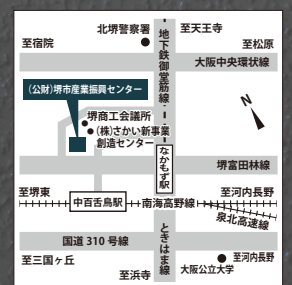 北堺警察署
至天王寺
至宿院
地下鉄御堂筋線
至松原
大阪中央環状線
(公財)堺市産業振興センター
N
堺商工会議所
(株)さかい新事業
創造センター
なかもず駅
堺富田林線
至堺東
至河内長野
中百舌鳥駅
南海高野線
泉北高速線
国道310号線
ときはま線
至三国ヶ丘
至河内長野
至浜寺
大阪公立大学